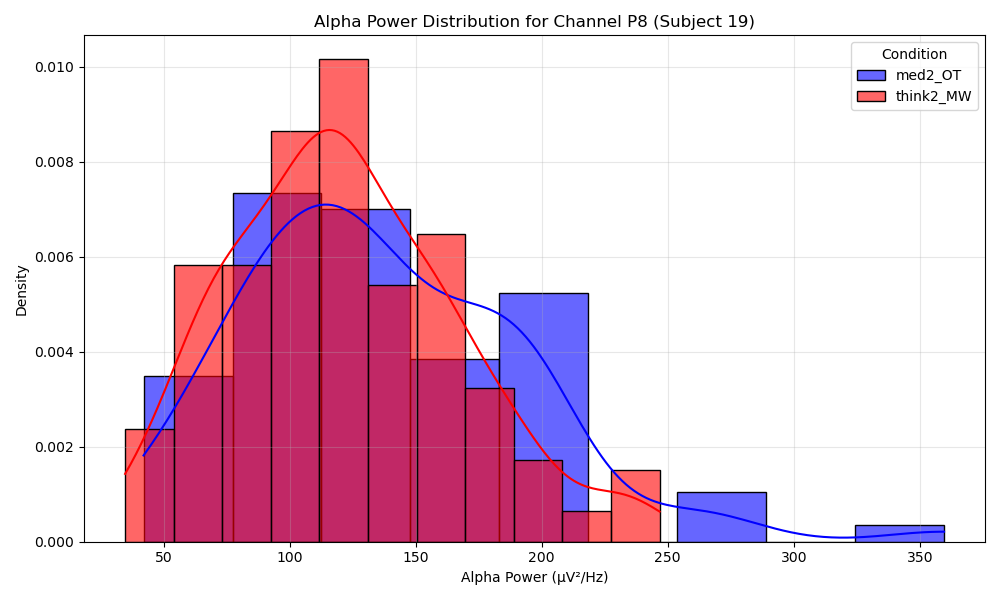 Alpha Power Distribution for Channel P8 (Subject 19)
Condition
med2_OT
think2_MW
Density
0.010
0.008
0.006
0.004
0.002
0.000
50 100 150 200 250 300 350
Alpha Power (μV²/Hz)